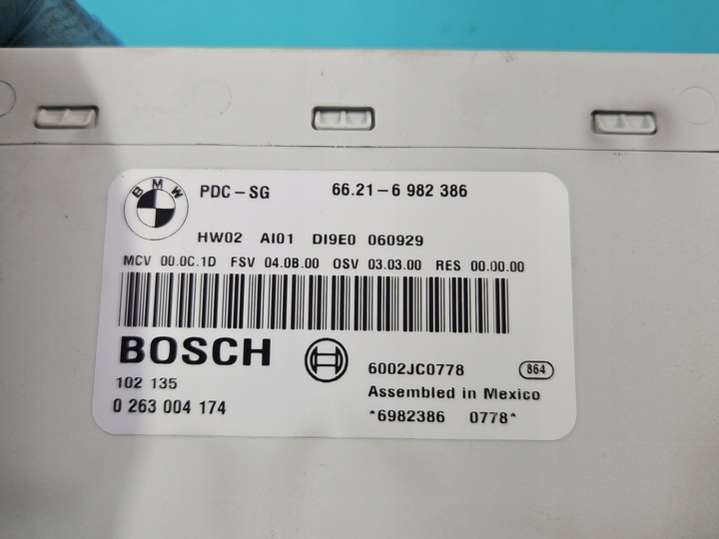 BMW
PDC-SG 66.21-6 982 386
HW02 AI01 DI9E0 060929
MCV 00.0C.1D FSV 04.0B.00 OSV 03.03.00 RES 00.00.00
BOSCH
6002JC0778 864
102 135
Assembled in Mexico
0 263 004 174
*6982386 0778*